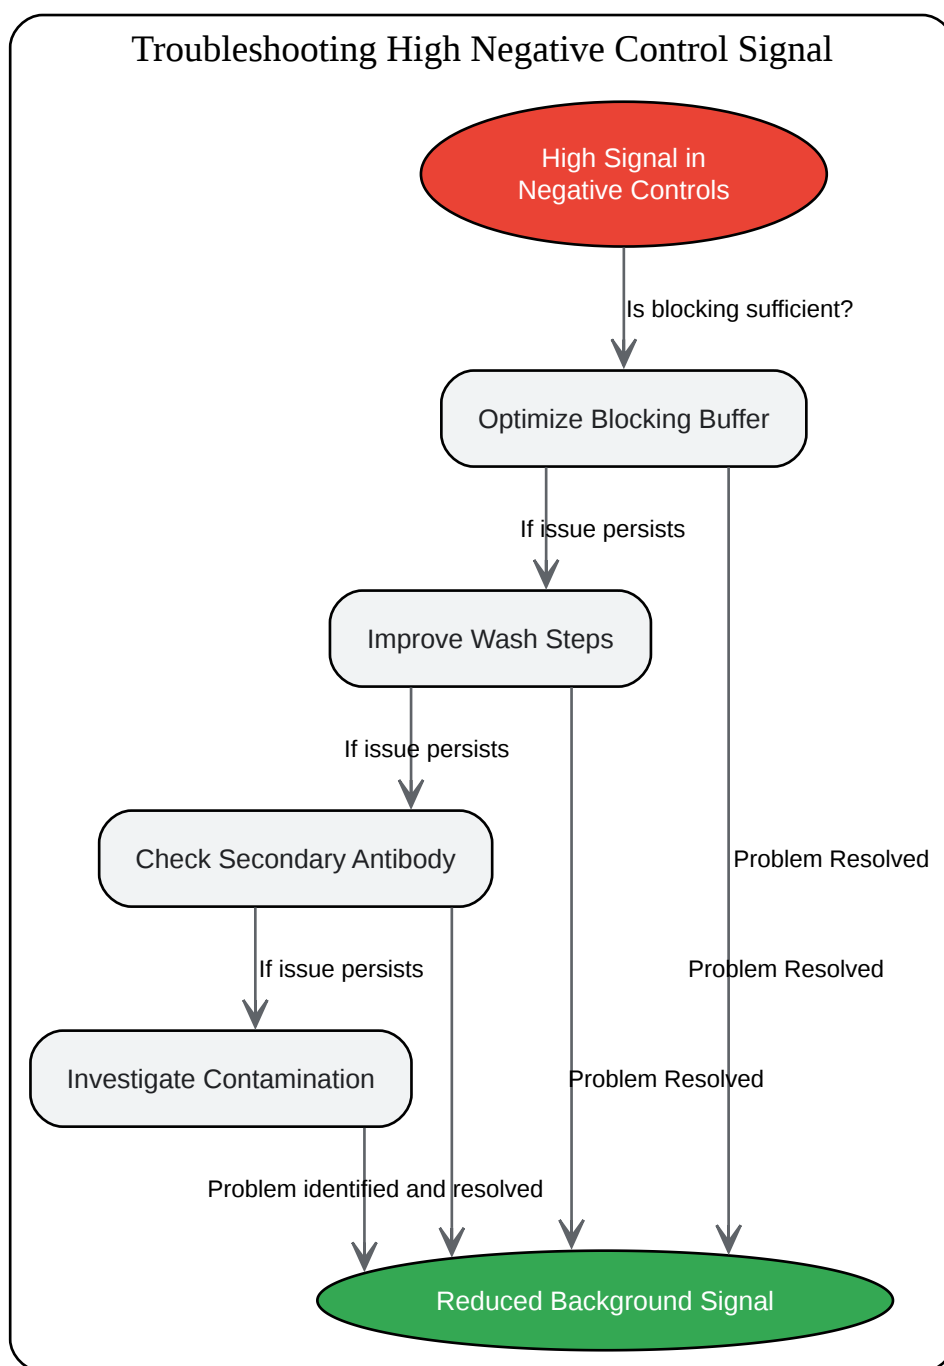 Troubleshooting High Negative Control Signal
High Signal in
Negative Controls
Is blocking sufficient?
Optimize Blocking Buffer
If issue persists
Improve Wash Steps
If issue persists
Check Secondary Antibody
Problem Resolved
If issue persists
Problem Resolved
Investigate Contamination
Problem Resolved
Problem identified and resolved
Reduced Background Signal